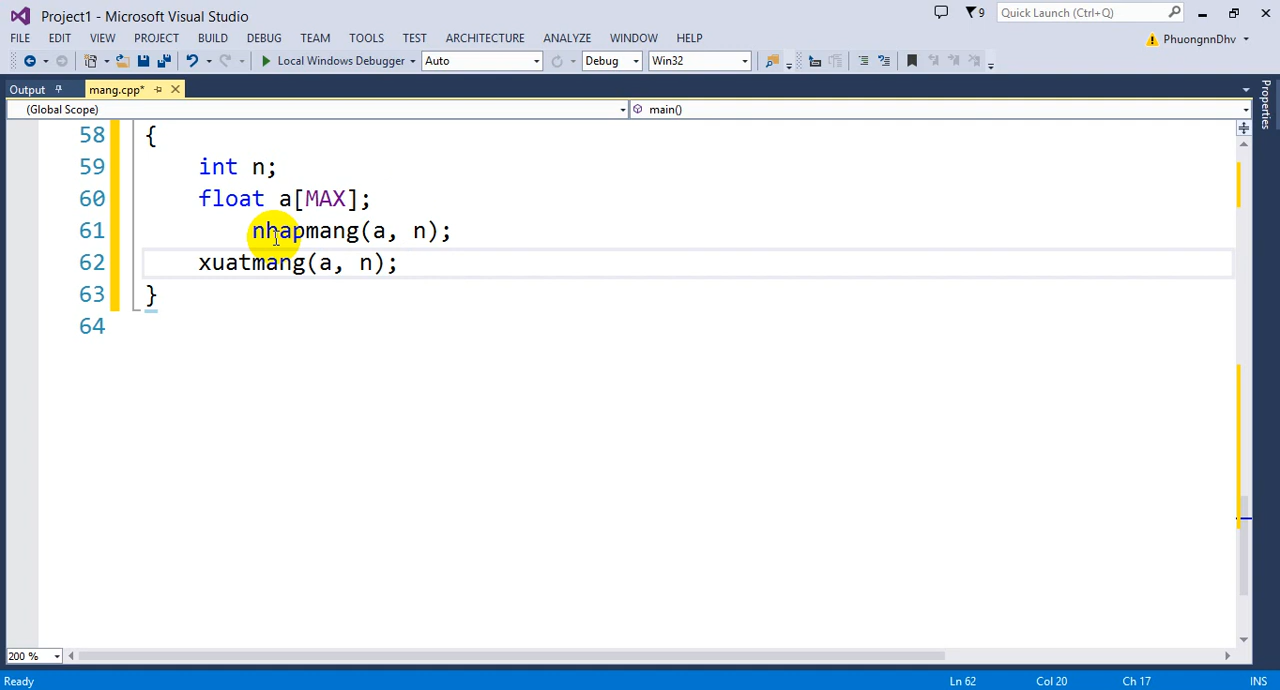 Project1 - Microsoft Visual Studio
9
Quick Launch (Ctrl+Q)
FILE EDIT VIEW PROJECT BUILD DEBUG TEAM TOOLS TEST ARCHITECTURE ANALYZE WINDOW HELP
PhuongnnDhv
Local Windows Debugger Auto Debug Win32
Output mang.cpp*
(Global Scope) main()
Properties
58 {
59 int n;
60 float a[MAX];
61 nhapmang(a, n);
62 xuatmang(a, n);
63 }
64
200 %
Ready Ln 62 Col 20 Ch 17 INS